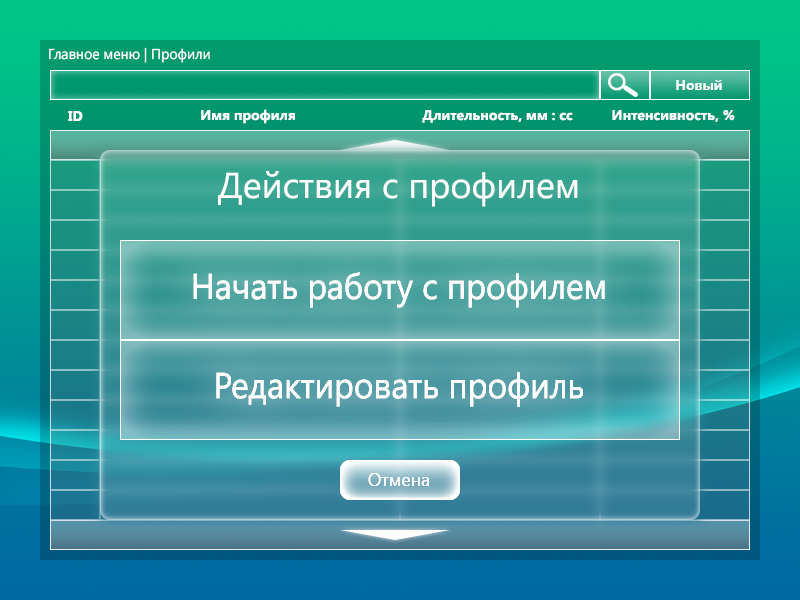 Главное меню | Профили
Новый
ID Имя профиля Длительность, мм : сс Интенсивность, %
Действия с профилем
Начать работу с профилем
Редактировать профиль
Отмена